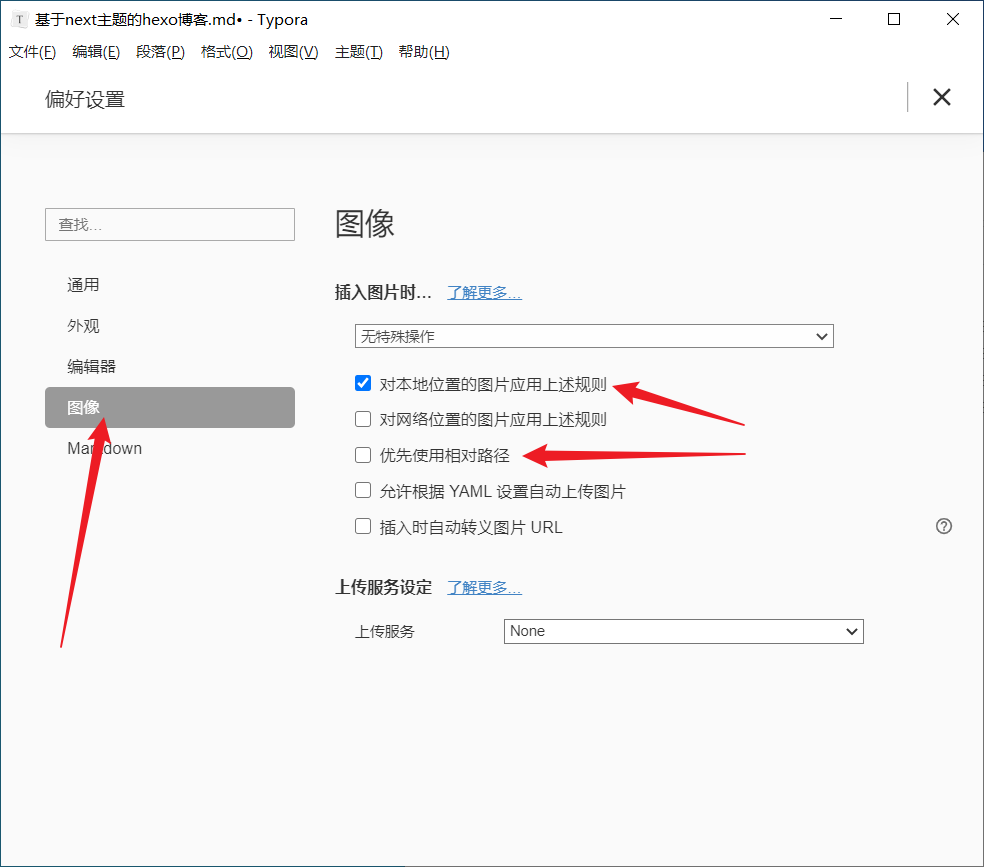 T 基于next主题的hexo博客.md• - Typora
文件(F) 编辑(E) 段落(P) 格式(O) 视图(V) 主题(T) 帮助(H)
偏好设置
查找...
通用
外观
编辑器
图像
Markdown
图像
插入图片时... 了解更多...
无特殊操作
对本地位置的图片应用上述规则
对网络位置的图片应用上述规则
优先使用相对路径
允许根据 YAML 设置自动上传图片
插入时自动转义图片 URL
上传服务设定 了解更多...
上传服务 None